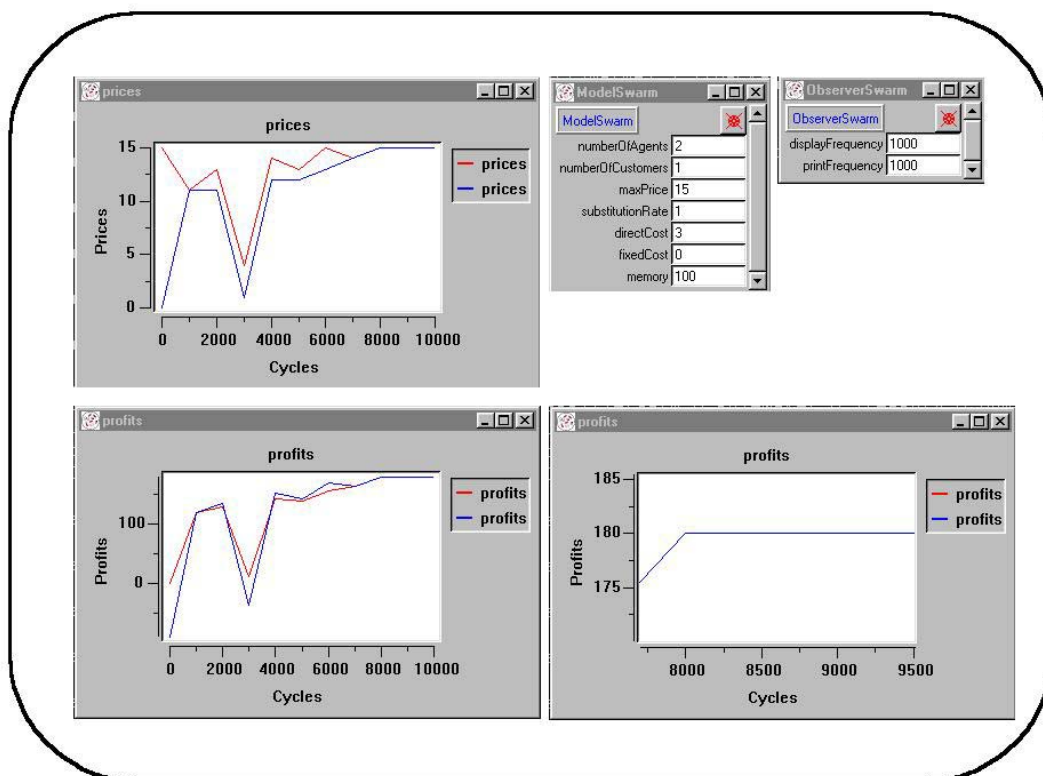 prices
prices
15
10
5
0
Prices
prices
prices
0 2000 4000 6000 8000 10000
Cycles
ModelSwarm
ModelSwarm
numberOfAgents 2
numberOfCustomers 1
maxPrice 15
substitutionRate 1
directCost 3
fixedCost 0
memory 100
ObserverSwarm
ObserverSwarm
displayFrequency 1000
printFrequency 1000
profits
profits
100
0
Profits
profits
profits
0 2000 4000 6000 8000 10000
Cycles
profits
profits
185
180
175
Profits
profits
profits
8000 8500 9000 9500
Cycles